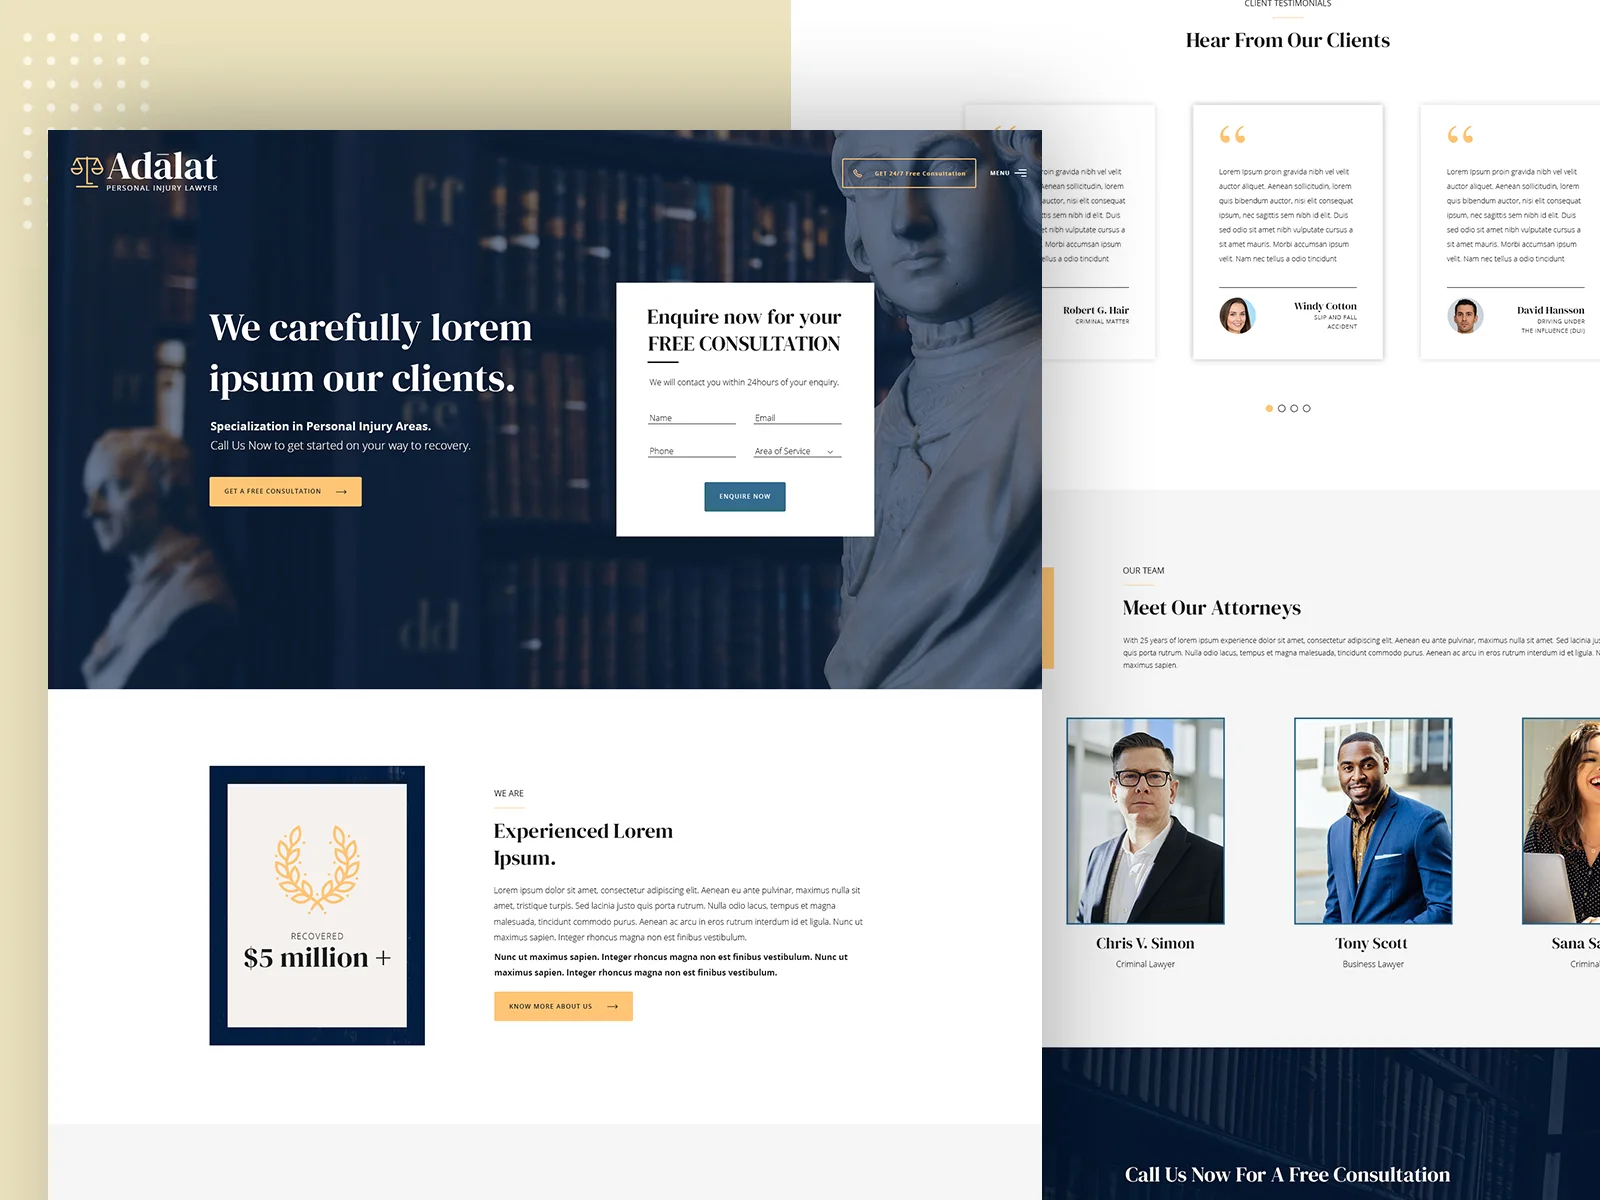 Adālat
PERSONAL INJURY LAWYER
GET 24/7 Free Consultation
MENU
We carefully lorem
ipsum our clients.
Specialization in Personal Injury Areas.
Call Us Now to get started on your way to recovery.
GET A FREE CONSULTATION
Enquire now for your
FREE CONSULTATION
We will contact you within 24hours of your enquiry.
Name
Email
Phone
Area of Service
ENQUIRE NOW
ff
cc
dd
RECOVERED
$5 million +
WE ARE
Experienced Lorem
Ipsum.
Lorem ipsum dolor sit amet, consectetur adipiscing elit. Aenean eu ante pulvinar, maximus nulla sit
amet, tristique turpis. Sed lacinia justo quis porta rutrum. Nulla odio lacus, tempus et magna
malesuada, tincidunt commodo purus. Aenean ac arcu in eros rutrum interdum id et ligula. Nunc ut
maximus sapien. Integer rhoncus magna non est finibus vestibulum.
Nunc ut maximus sapien. Integer rhoncus magna non est finibus vestibulum. Nunc ut
maximus sapien. Integer rhoncus magna non est finibus vestibulum.
KNOW MORE ABOUT US
CLIENT TESTIMONIALS
Hear From Our Clients
roin gravida nibh vel velit
Aenean sollicitudin, lorem
bendum auctor, nisi elit consequat
ttis sem nibh id elit. Duis
et nibh vulputate cursus a
. Morbi accumsan ipsum
ellus a odio tincidunt
Robert G. Hair
CRIMINAL MATTER
“
Lorem Ipsum proin gravida nibh vel velit
auctor aliquet. Aenean sollicitudin, lorem
quis bibendum auctor, nisi elit consequat
ipsum, nec sagittis sem nibh id elit. Duis
sed odio sit amet nibh vulputate cursus a
sit amet mauris. Morbi accumsan ipsum
velit. Nam nec tellus a odio tincidunt
Windy Cotton
SLIP AND FALL
ACCIDENT
“
Lorem Ipsum proin gravida nibh vel velit
auctor aliquet. Aenean sollicitudin, lorem
quis bibendum auctor, nisi elit consequat
ipsum, nec sagittis sem nibh id elit. Duis
sed odio sit amet nibh vulputate cursus a
sit amet mauris. Morbi accumsan ipsum
velit. Nam nec tellus a odio tincidunt
David Hansson
DRIVING UNDER
THE INFLUENCE (DUI)
OUR TEAM
Meet Our Attorneys
With 25 years of lorem ipsum experience dolor sit amet, consectetur adipiscing elit. Aenean eu ante pulvinar, maximus nulla sit amet. Sed lacinia ju
quis porta rutrum. Nulla odio lacus, tempus et magna malesuada, tincidunt commodo purus. Aenean ac arcu in eros rutrum interdum id et ligula. N
maximus sapien.
Chris V. Simon
Criminal Lawyer
Tony Scott
Business Lawyer
Sana Sa
Crimina
Call Us Now For A Free Consultation